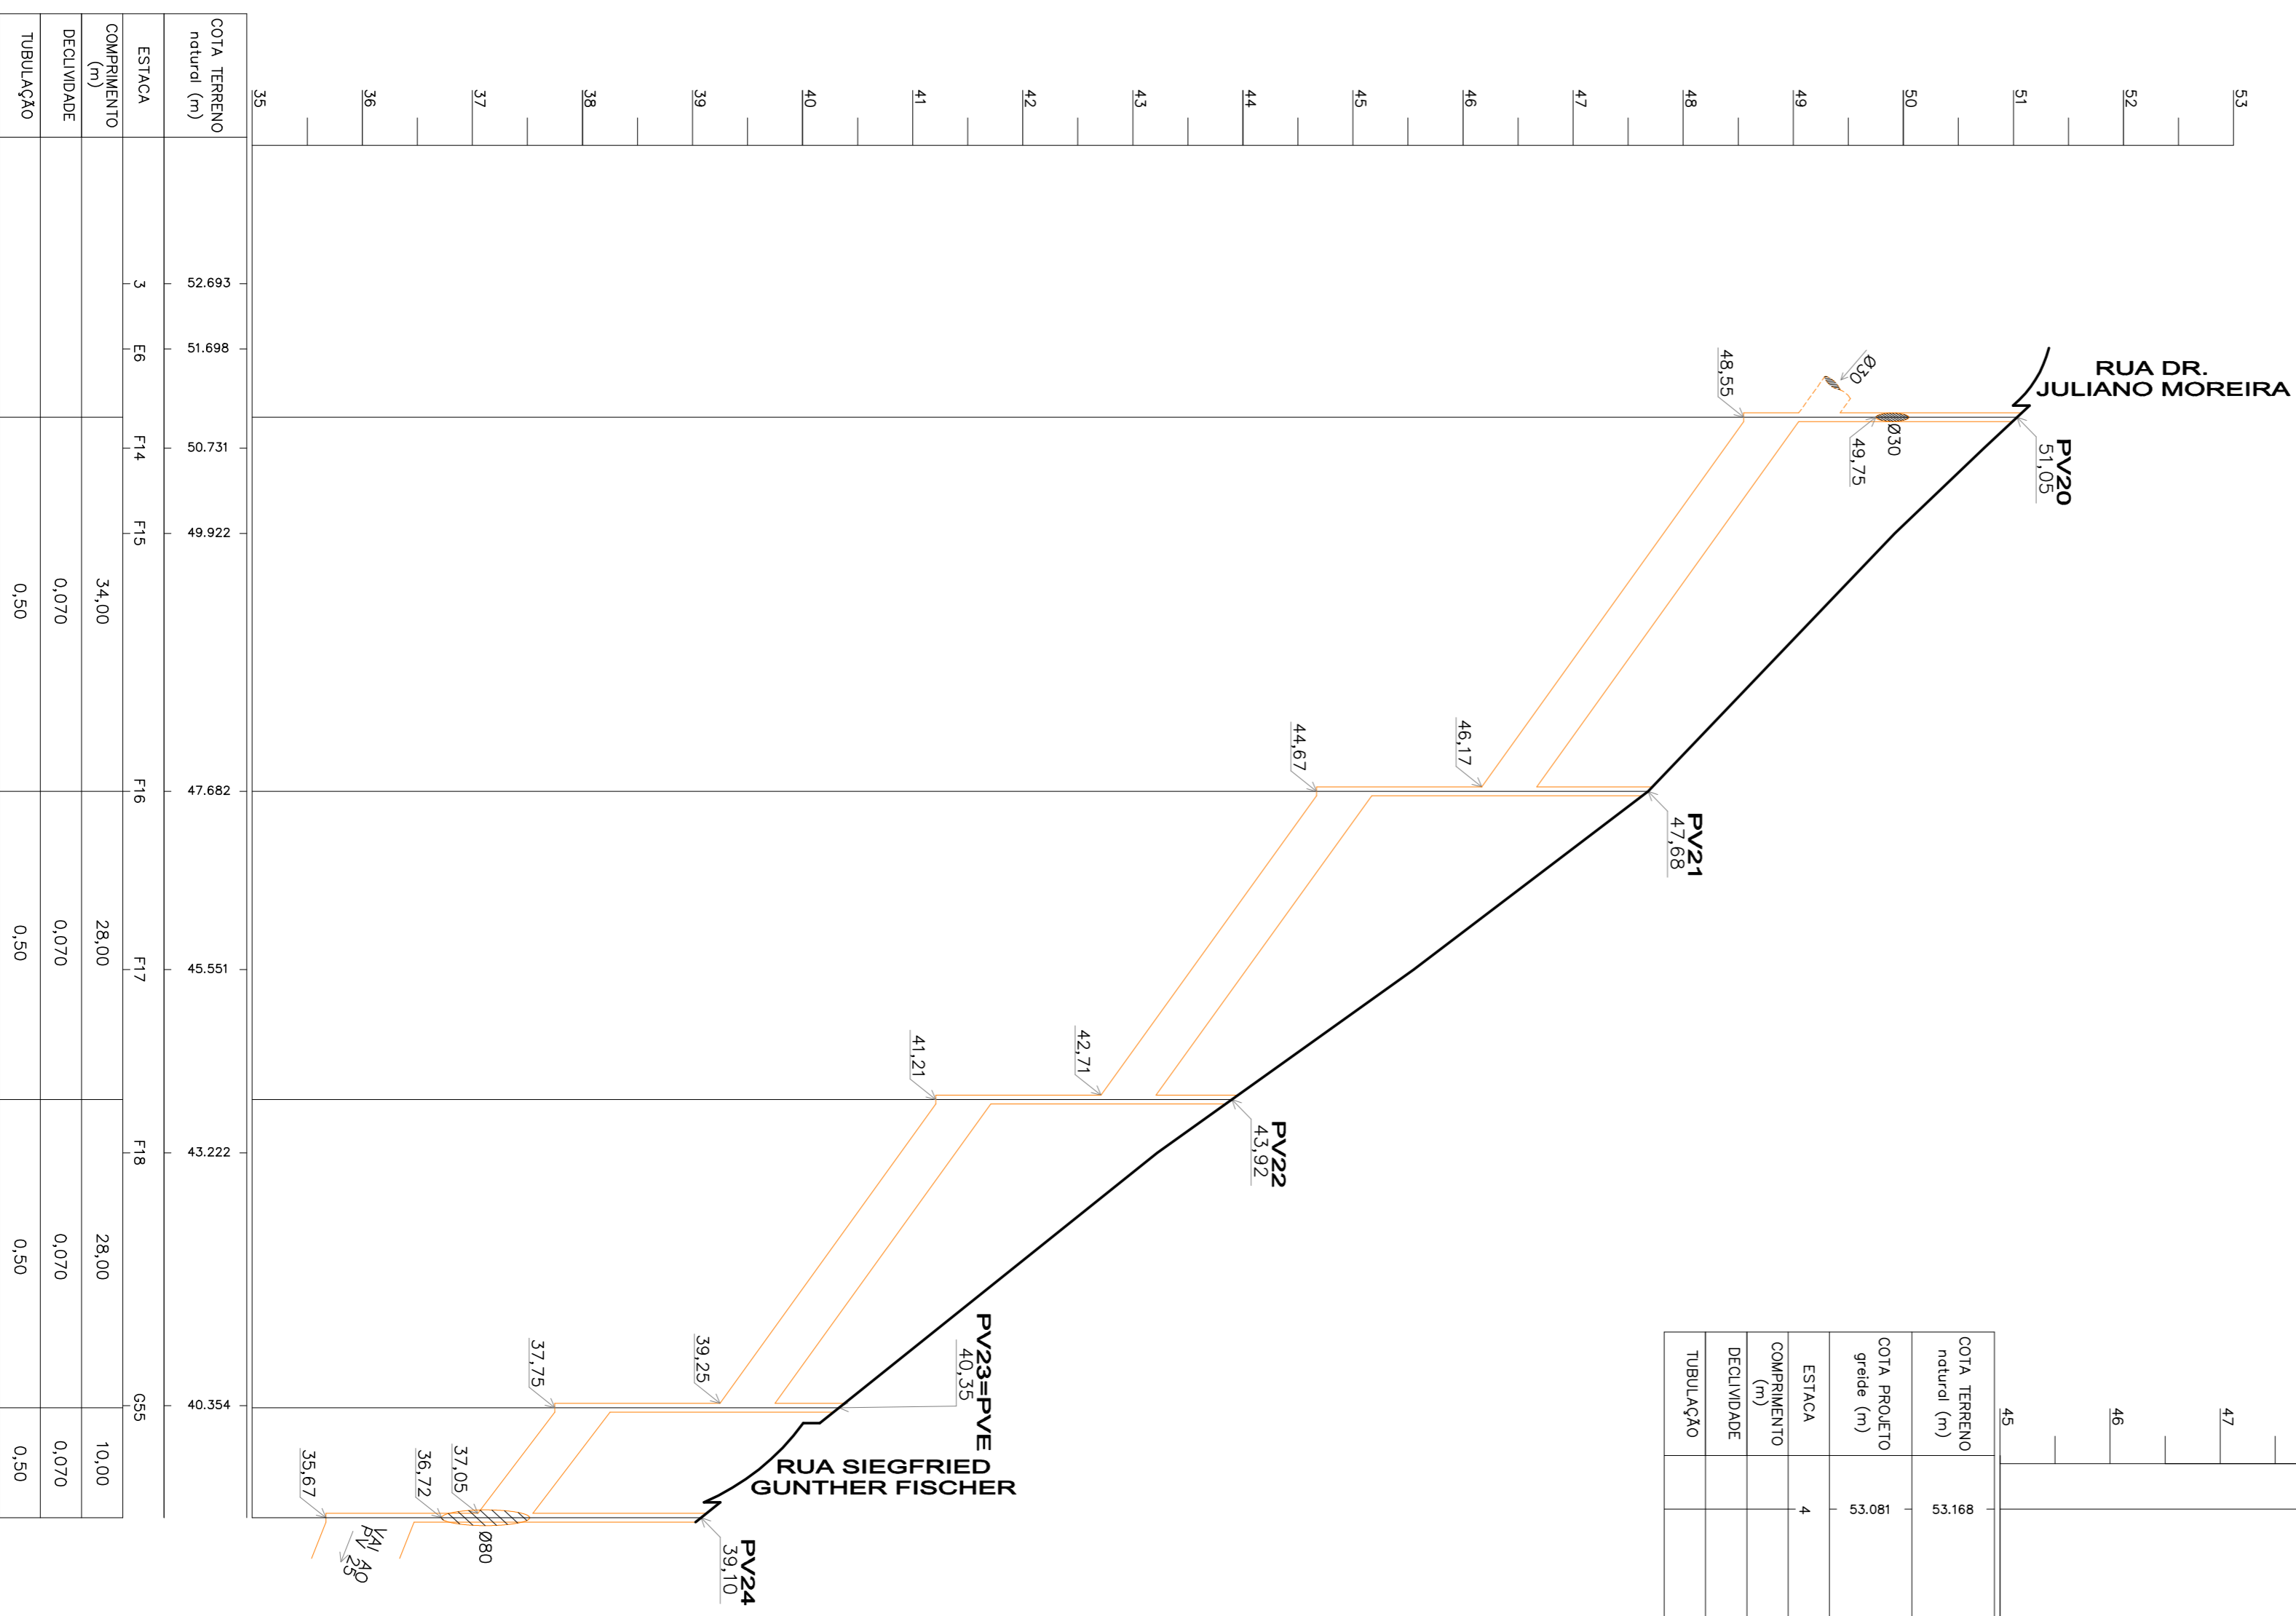 RUA DR.
JULIANO MOREIRA
PV20
51,05
Ø30
Ø30
49,75
48,55
PV21
47,68
46,17
44,67
PV22
43,92
42,71
41,21
PV23=PVE
40,35
39,25
37,75
RUA SIEGFRIED
GUNTHER FISCHER
PV24
39,10
37,05
36,72
35,67
Ø80
VAI AO
PV 25
53
52
51
50
49
48
47
46
45
44
43
42
41
40
39
38
37
36
35
COTA TERRENO
natural (m)
52.693
51.698
50.731
49.922
47.682
45.551
43.222
40.354
ESTACA
3
E6
F14
F15
F16
F17
F18
G55
COMPRIMENTO
(m)
34,00
28,00
28,00
10,00
DECLIVIDADE
0,070
0,070
0,070
0,070
TUBULAÇÃO
0,50
0,50
0,50
0,50
47
46
45
COTA TERRENO
natural (m)
53.168
COTA PROJETO
greide (m)
53.081
ESTACA
4
COMPRIMENTO
(m)
DECLIVIDADE
TUBULAÇÃO